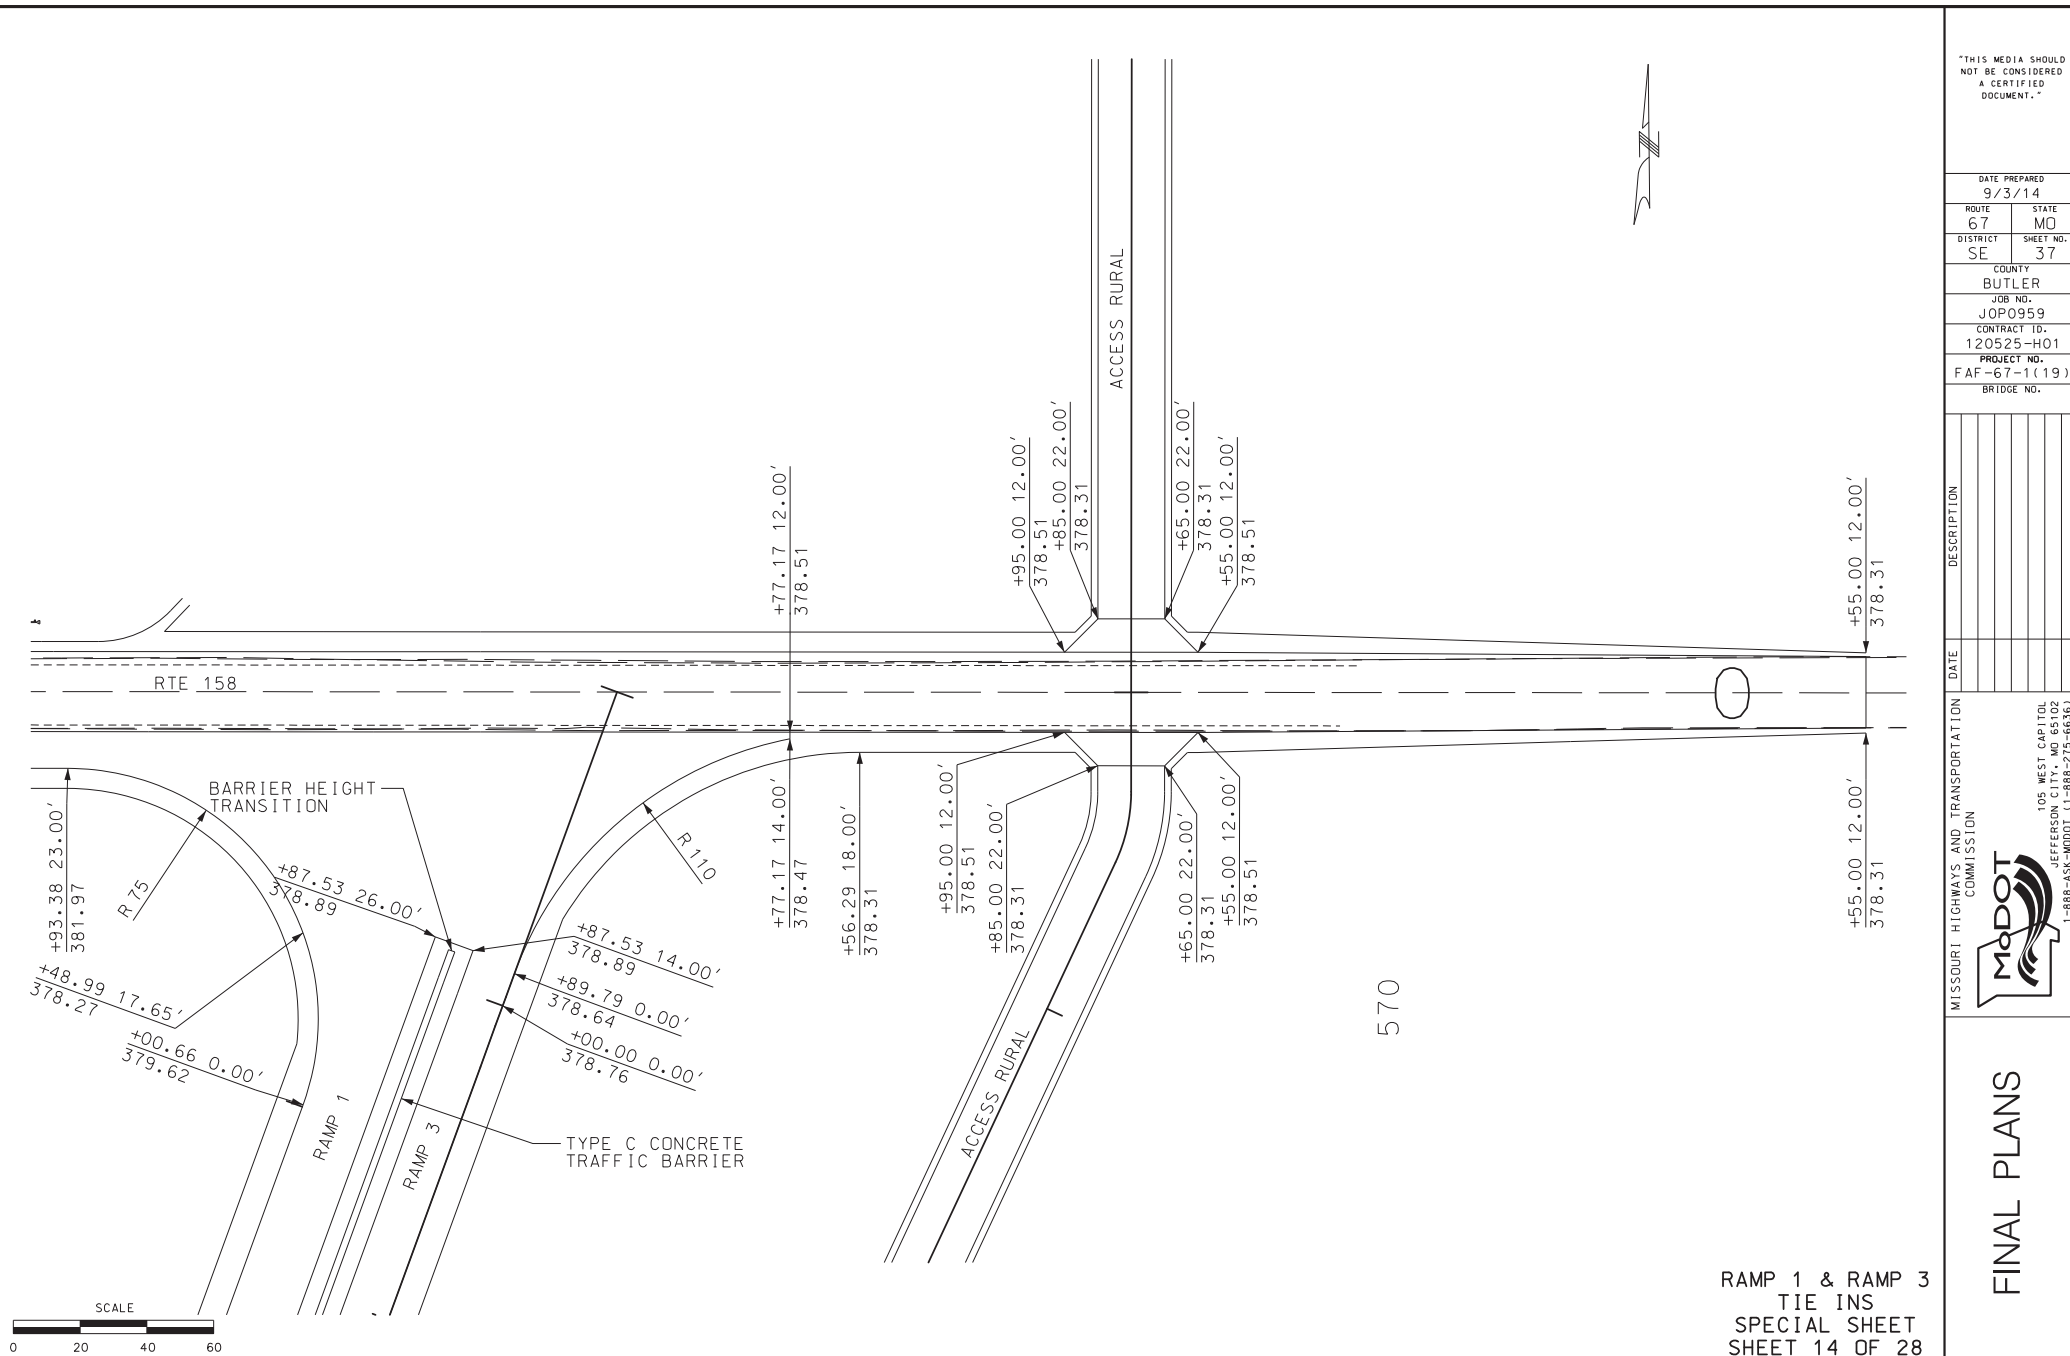 "THIS MEDIA SHOULD
NOT BE CONSIDERED
A CERTIFIED
DOCUMENT."
DATE PREPARED
9/3/14
ROUTE
67
STATE
MO
DISTRICT
SE
SHEET NO.
37
COUNTY
BUTLER
JOB NO.
JOP0959
CONTRACT ID.
120525-H01
PROJECT NO.
FAF-67-1(19)
BRIDGE NO.
DESCRIPTION
DATE
MISSOURI HIGHWAYS AND TRANSPORTATION
COMMISSION
MoDOT
105 WEST CAPITOL
JEFFERSON CITY, MO 65102
1-888-ASK-MODOT (1-888-275-6636)
FINAL PLANS
ACCESS RURAL
+77.17 12.00'
378.51
+95.00 12.00'
378.51
+85.00 22.00'
378.31
+65.00 22.00'
378.31
+55.00 12.00'
378.51
+55.00 12.00'
378.31
RTE 158
BARRIER HEIGHT
TRANSITION
+93.38 23.00'
381.97
R 75
+87.53 26.00'
378.89
+48.99 17.65'
378.27
+00.66 0.00'
379.62
RAMP 1
RAMP 3
+87.53 14.00'
378.89
+89.79 0.00'
378.64
+00.00 0.00'
378.76
R 110
+77.17 14.00'
378.47
+56.29 18.00'
378.31
+95.00 12.00'
378.51
+85.00 22.00'
378.31
+65.00 22.00'
378.31
+55.00 12.00'
378.51
+55.00 12.00'
378.31
ACCESS RURAL
570
TYPE C CONCRETE
TRAFFIC BARRIER
SCALE
0 20 40 60
RAMP 1 & RAMP 3
TIE INS
SPECIAL SHEET
SHEET 14 OF 28